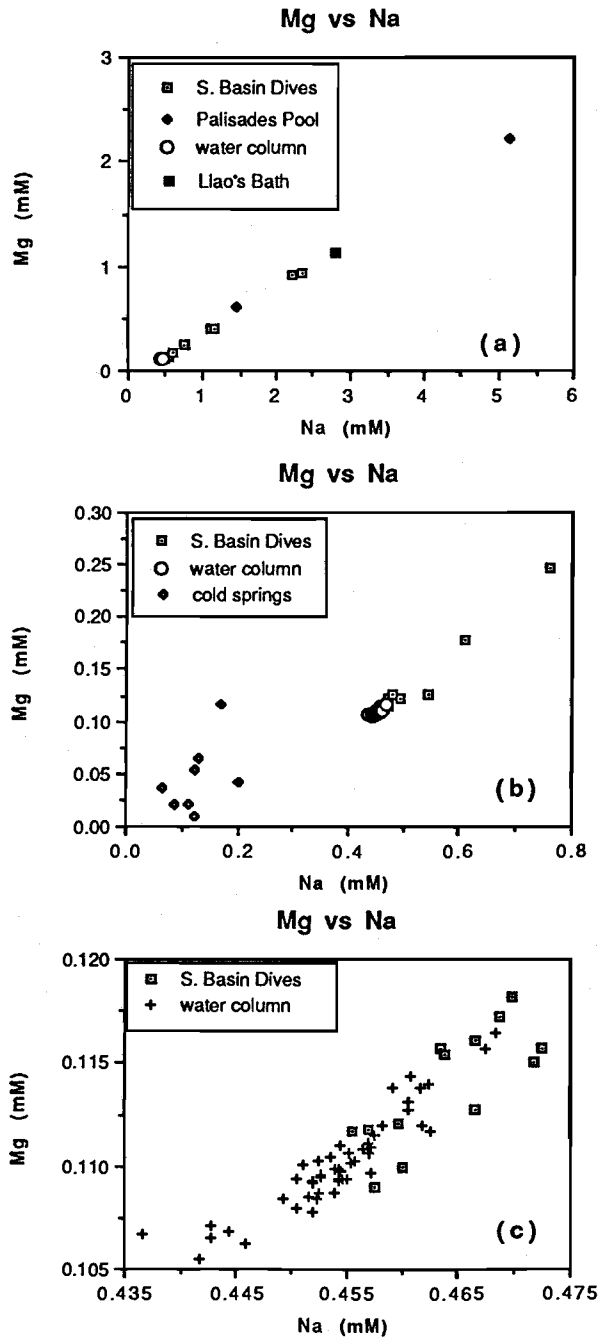 Mg vs Na
3
S. Basin Dives
Palisades Pool
water column
Llao's Bath
2
Mg (mM)
1
(a)
0
0 1 2 3 4 5 6
Na (mM)
Mg vs Na
0.30
S. Basin Dives
water column
cold springs
0.25
0.20
Mg (mM)
0.15
0.10
0.05
(b)
0.00
0.0 0.2 0.4 0.6 0.8
Na (mM)
Mg vs Na
0.120
S. Basin Dives
water column
0.115
Mg (mM)
0.110
(c)
0.105
0.435 0.445 0.455 0.465 0.475
Na (mM)